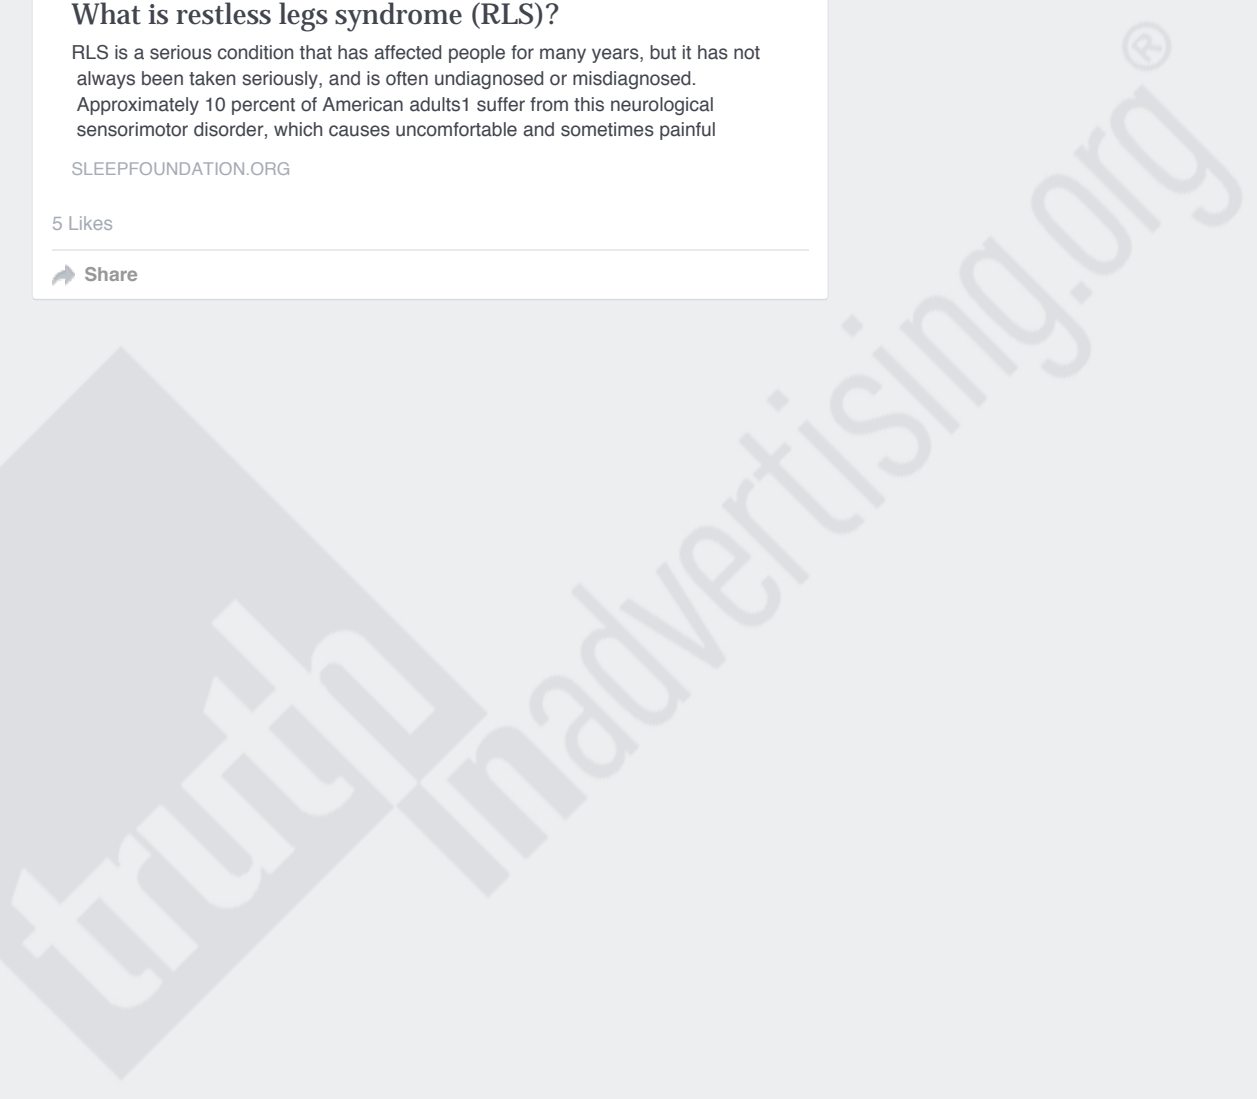 What is restless legs syndrome (RLS)?
RLS is a serious condition that has affected people for many years, but it has not
always been taken seriously, and is often undiagnosed or misdiagnosed.
Approximately 10 percent of American adults1 suffer from this neurological
sensorimotor disorder, which causes uncomfortable and sometimes painful
SLEEPFOUNDATION.ORG
5 Likes
Share
truth
inadvertising.org®